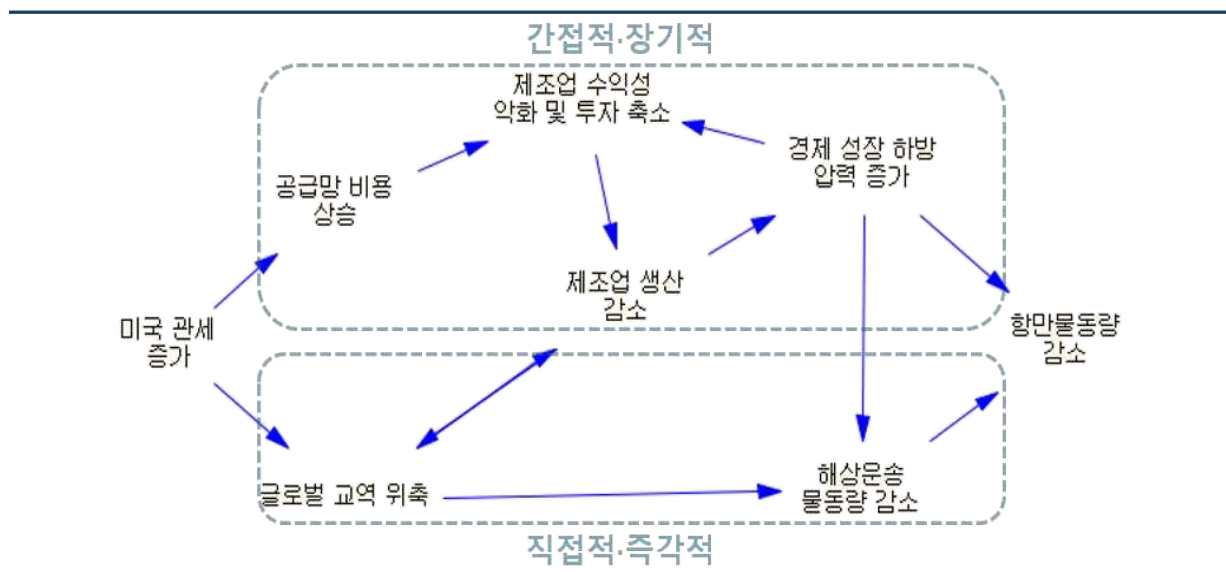 간접적·장기적
제조업 수익성
악화 및 투자 축소
경제 성장 하방
압력 증가
공급망 비용
상승
제조업 생산
감소
미국 관세
증가
항만물동량
감소
글로벌 교역 위축
해상운송
물동량 감소
직접적·즉각적